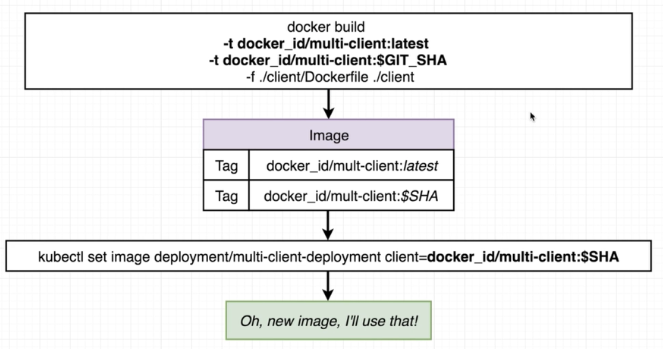 docker build
-t docker_id/multi-client:latest
-t docker_id/multi-client:$GIT_SHA
-f ./client/Dockerfile ./client
Image
Tag docker_id/mult-client:latest
Tag docker_id/mult-client:$SHA
kubectl set image deployment/multi-client-deployment client=docker_id/multi-client:$SHA
Oh, new image, I'll use that!